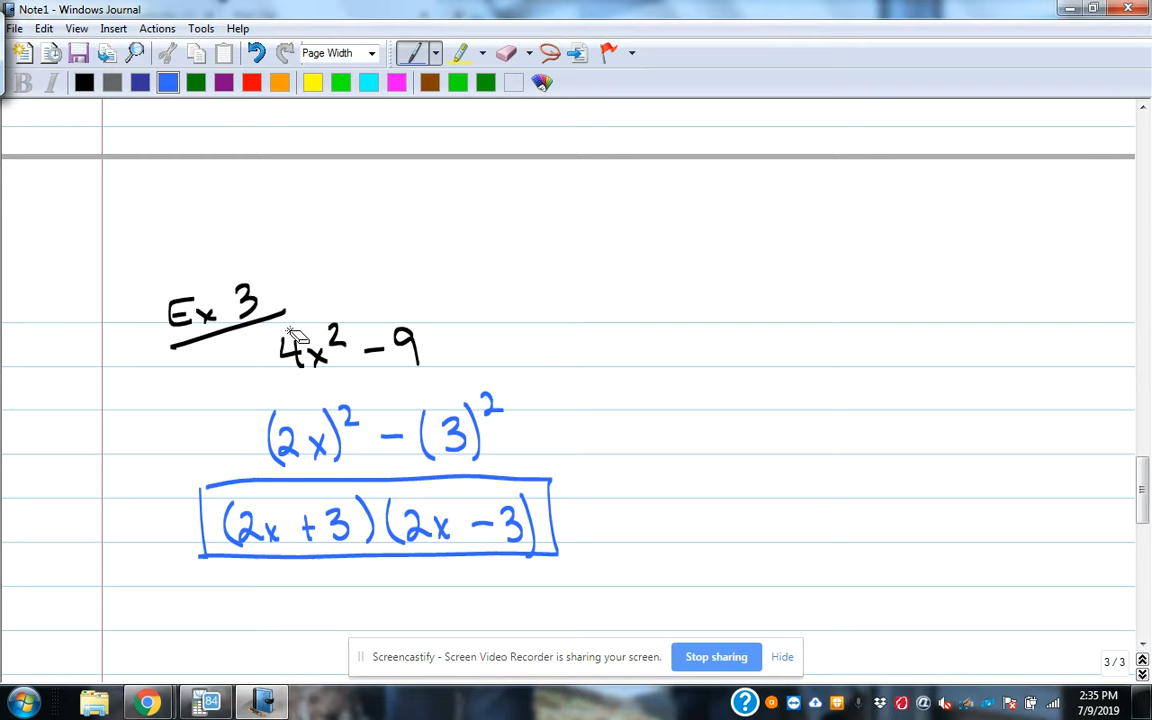 Note1 - Windows Journal
File Edit View Insert Actions Tools Help
Page Width
B I
Ex 3
4x² - 9
(2x)² - (3)²
(2x + 3)(2x - 3)
Screencastify - Screen Video Recorder is sharing your screen. Stop sharing Hide
3 / 3
84
2:35 PM
7/9/2019